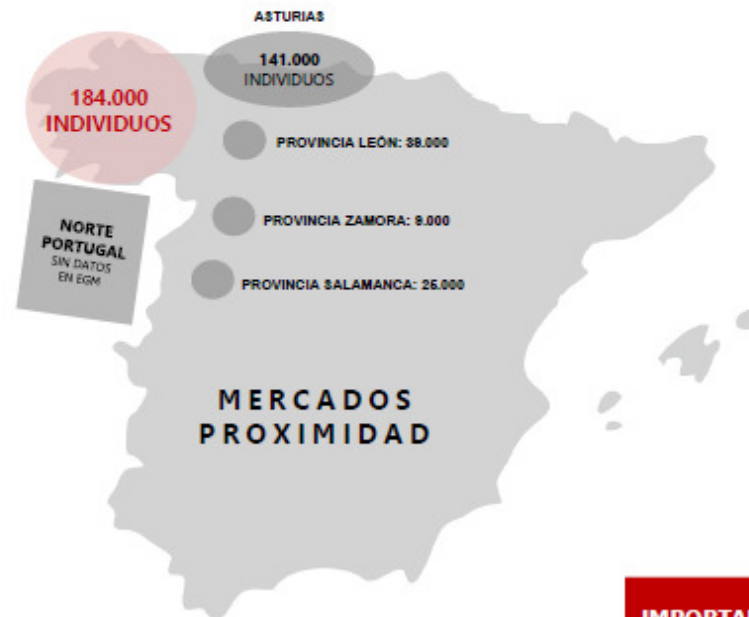 ASTURIAS
141.000
INDIVIDUOS
184.000
INDIVIDUOS
PROVINCIA LEÓN: 39.000
NORTE
PORTUGAL
SIN DATOS
EN EGM
PROVINCIA ZAMORA: 9.000
PROVINCIA SALAMANCA: 25.000
MERCADOS
PROXIMIDAD